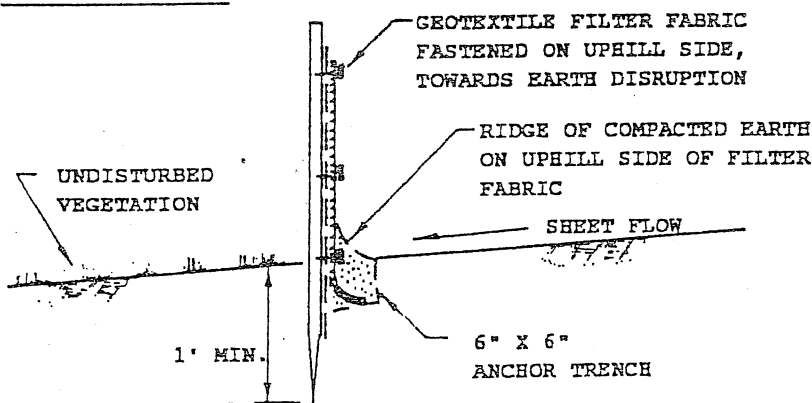 GEOTEXTILE FILTER FABRIC
FASTENED ON UPHILL SIDE,
TOWARDS EARTH DISRUPTION
RIDGE OF COMPACTED EARTH
ON UPHILL SIDE OF FILTER
FABRIC
UNDISTURBED
VEGETATION
SHEET FLOW
1' MIN.
6" X 6"
ANCHOR TRENCH